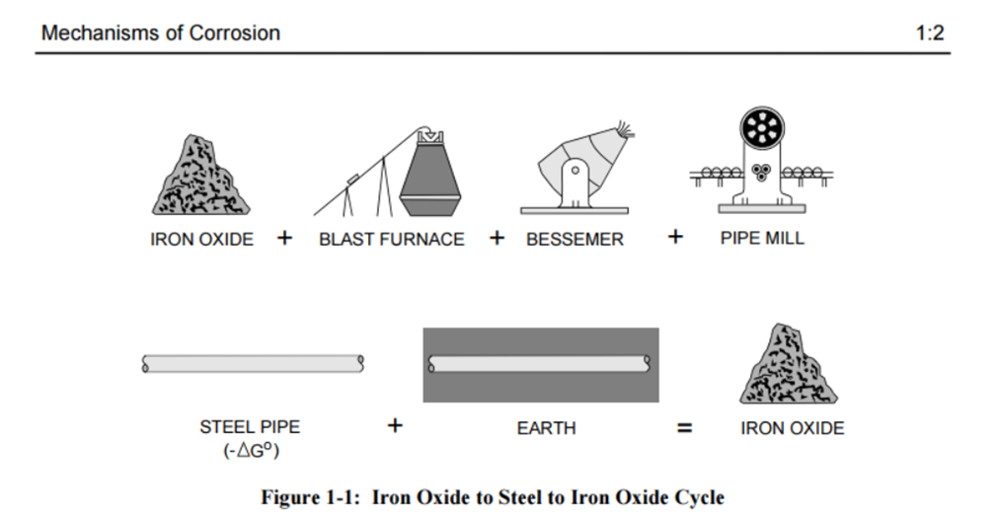 Mechanisms of Corrosion 1:2
IRON OXIDE + BLAST FURNACE + BESSEMER + PIPE MILL
STEEL PIPE + EARTH = IRON OXIDE
(-∆Gº)
Figure 1-1: Iron Oxide to Steel to Iron Oxide Cycle